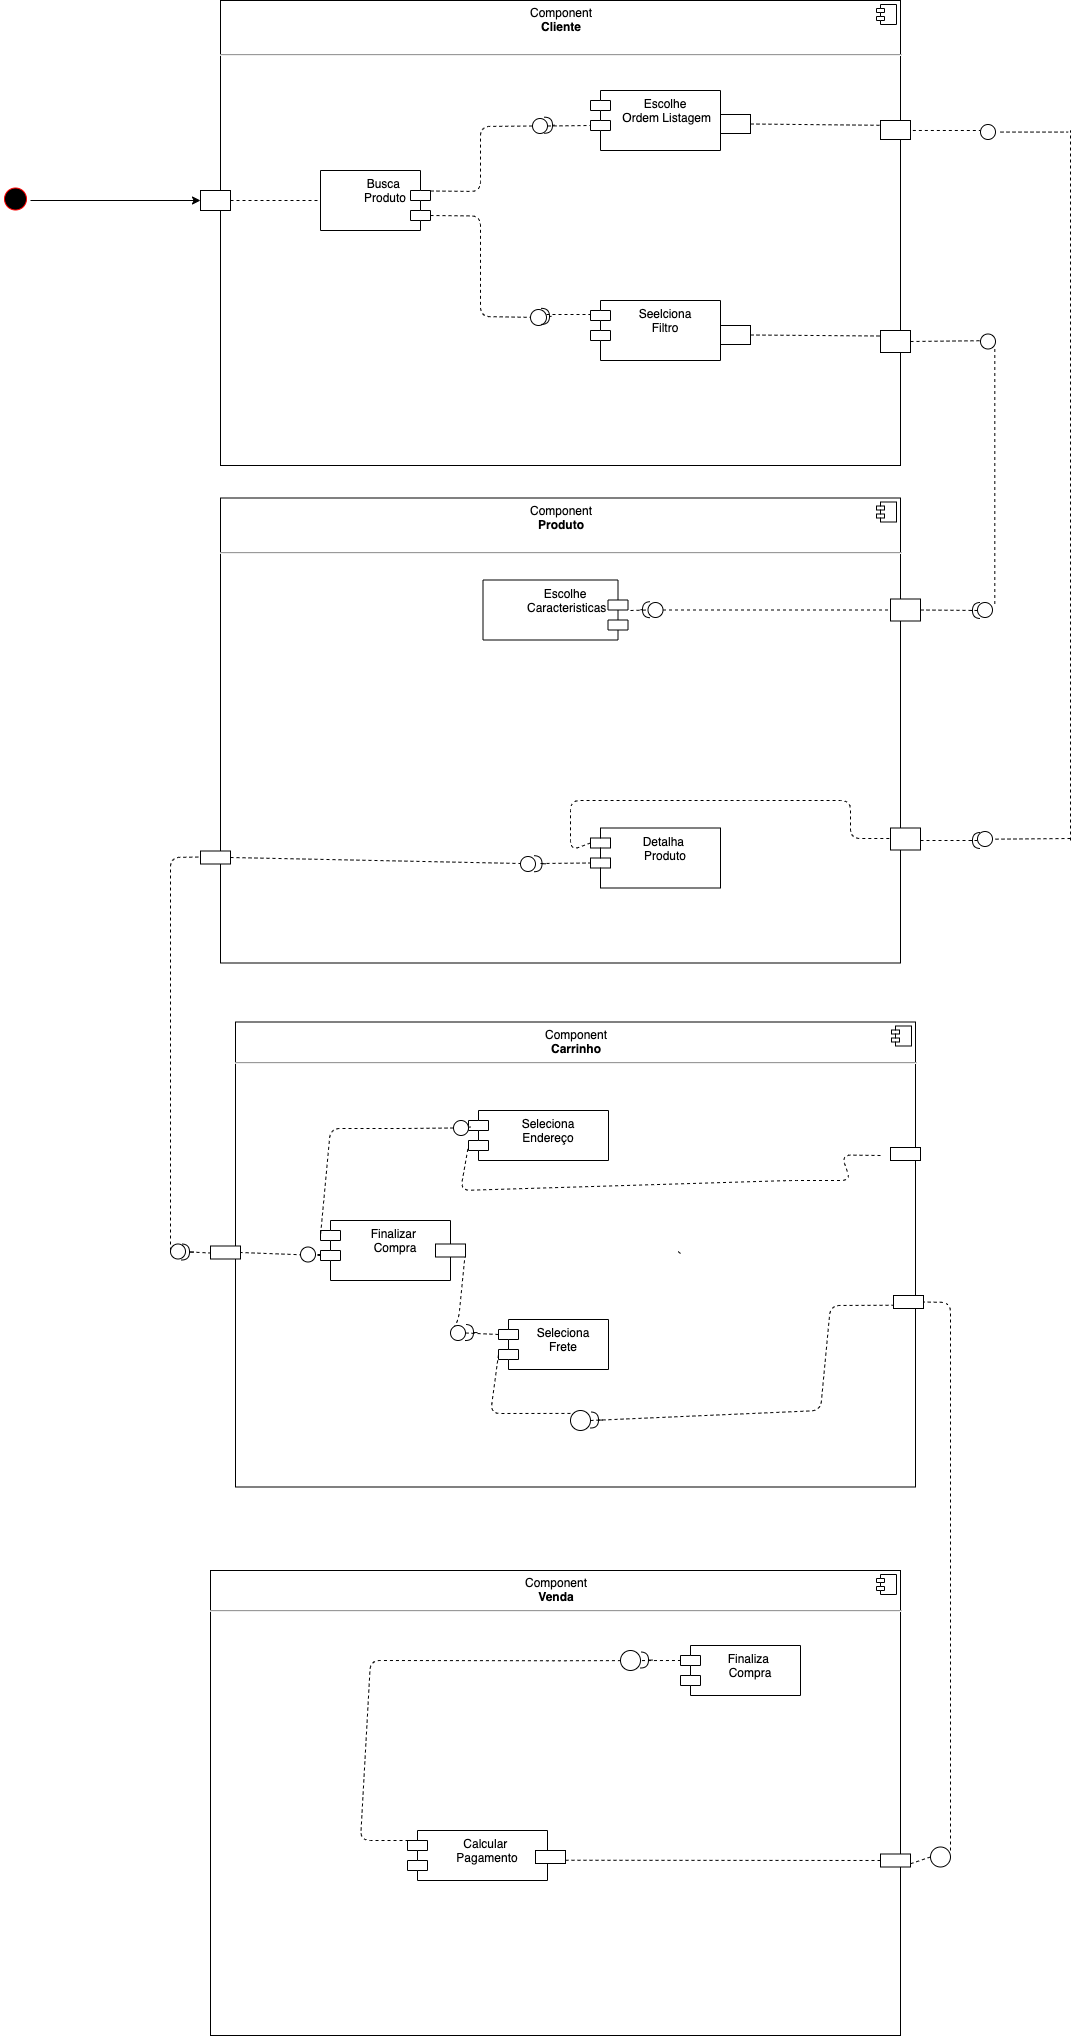 Component
Cliente
Escolhe
Ordem Listagem
Busca
Produto
Seelciona
Filtro
Component
Produto
Escolhe
Caracteristicas
Detalha
Produto
Component
Carrinho
Seleciona
Endereço
Finalizar
Compra
Seleciona
Frete
Component
Venda
Finaliza
Compra
Calcular
Pagamento